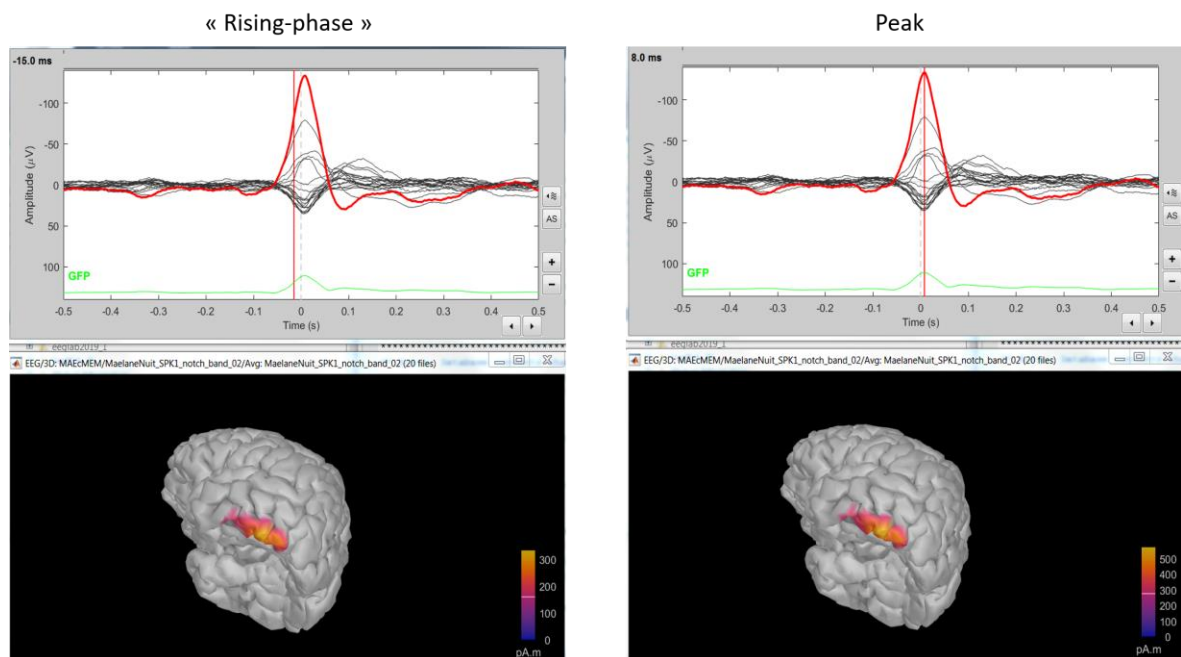 « Rising-phase »
-15.0 ms
Amplitude (µV)
-100
-50
0
50
100
GFP
-0.5 -0.4 -0.3 -0.2 -0.1 0 0.1 0.2 0.3 0.4 0.5
Time (s)
AS
+
−
eeglab2019_1
EEG/3D: MAEcMEM/MaelaneNuit_SPK1_notch_band_02/Avg: MaelaneNuit_SPK1_notch_band_02 (20 files)
300
200
100
0
pA.m
Peak
8.0 ms
Amplitude (µV)
-100
-50
0
50
100
GFP
-0.5 -0.4 -0.3 -0.2 -0.1 0 0.1 0.2 0.3 0.4 0.5
Time (s)
AS
+
−
eeglab2019_1
EEG/3D: MAEcMEM/MaelaneNuit_SPK1_notch_band_02/Avg: MaelaneNuit_SPK1_notch_band_02 (20 files)
500
400
300
200
100
0
pA.m